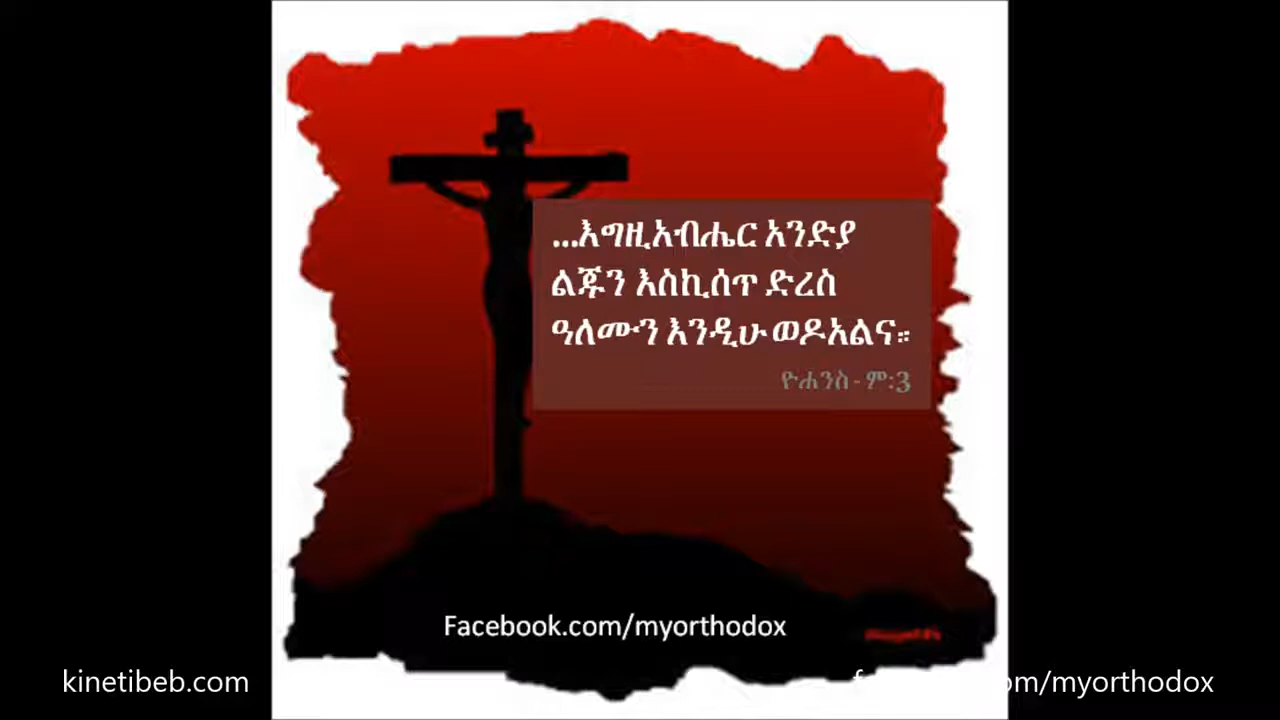 ...እግዚአብሔር አንድያ
ልጁን እስኪሰጥ ድረስ
ዓለሙን እንዲሁ ወዶአልና።
ዮሐንስ - ም:3
Facebook.com/myorthodox
kinetibeb.com
om/myorthodox